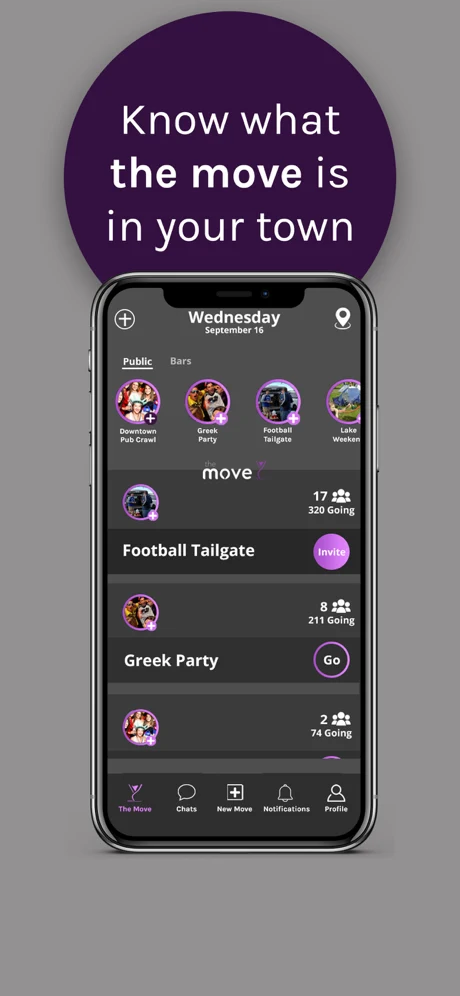 Know what
the move is
in your town
Wednesday
September 16
Public Bars
Downtown
Pub Crawl
Greek
Party
Football
Tailgate
Lake
Weeken
the
move
17
320 Going
Football Tailgate
Invite
8
211 Going
Greek Party
Go
2
74 Going
The Move
Chats
New Move
Notifications
Profile